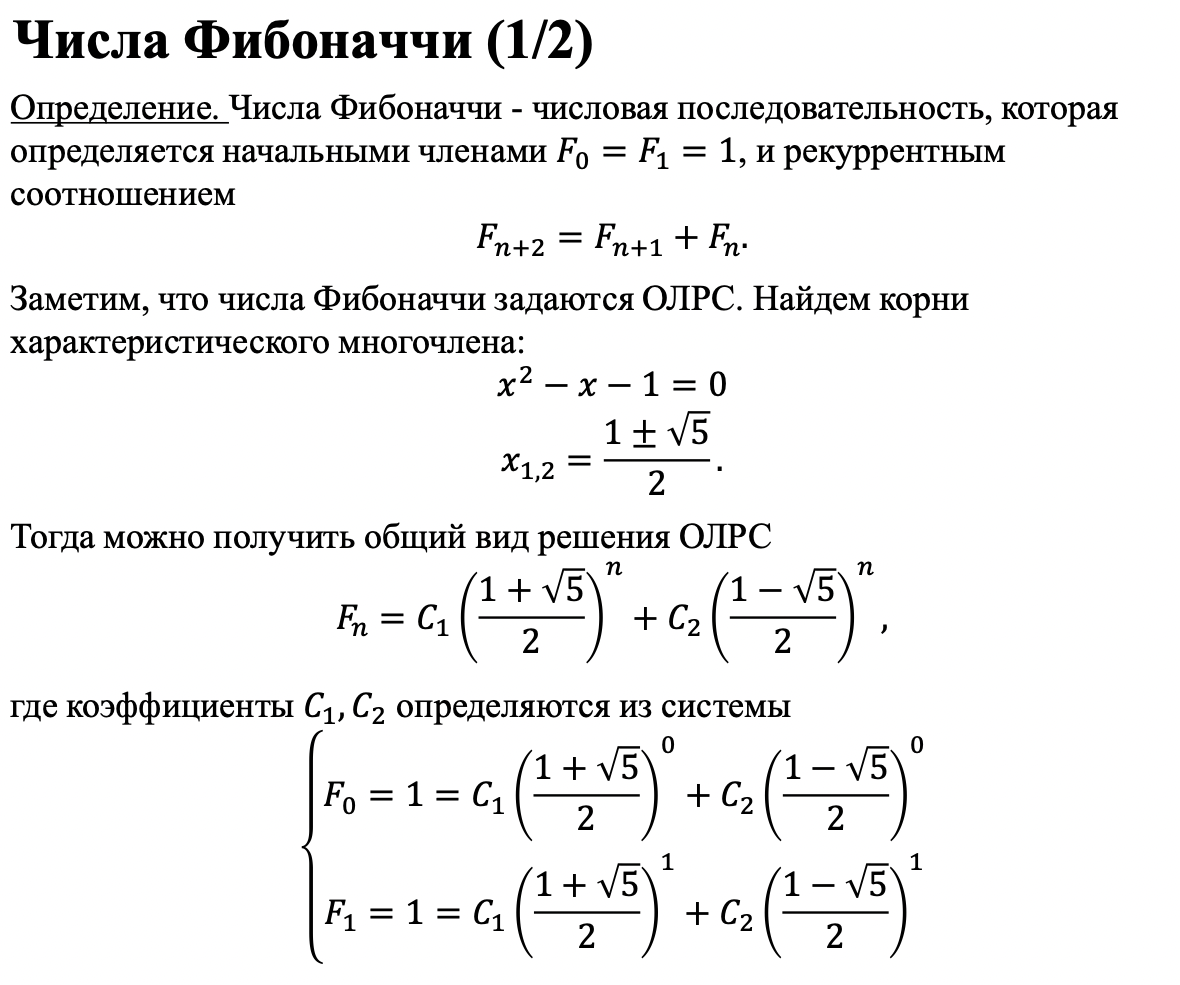 Числа Фибоначчи (1/2)
Определение. Числа Фибоначчи - числовая последовательность, которая
определяется начальными членами F₀ = F₁ = 1, и рекуррентным
соотношением
Fₙ₊₂ = Fₙ₊₁ + Fₙ.
Заметим, что числа Фибоначчи задаются ОЛРС. Найдем корни
характеристического многочлена:
x² − x − 1 = 0
x₁,₂ = (1 ± √5)/2.
Тогда можно получить общий вид решения ОЛРС
Fₙ = C₁((1 + √5)/2)ⁿ + C₂((1 − √5)/2)ⁿ,
где коэффициенты C₁, C₂ определяются из системы
{ F₀ = 1 = C₁((1 + √5)/2)⁰ + C₂((1 − √5)/2)⁰
F₁ = 1 = C₁((1 + √5)/2)¹ + C₂((1 − √5)/2)¹